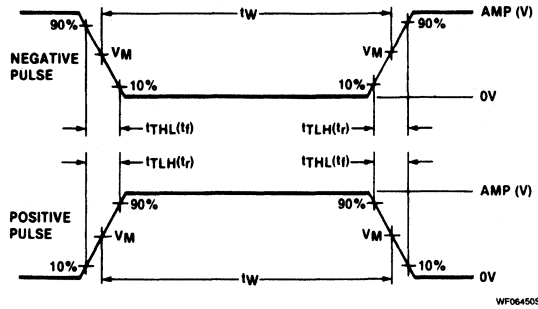 90%
tW
90%
AMP (V)
NEGATIVE
PULSE
VM
VM
10%
10%
0V
tTHL(tf)
tTLH(tr)
tTLH(tr)
tTHL(tf)
AMP (V)
POSITIVE
PULSE
90%
90%
VM
VM
10%
tW
10%
0V
WF06450S